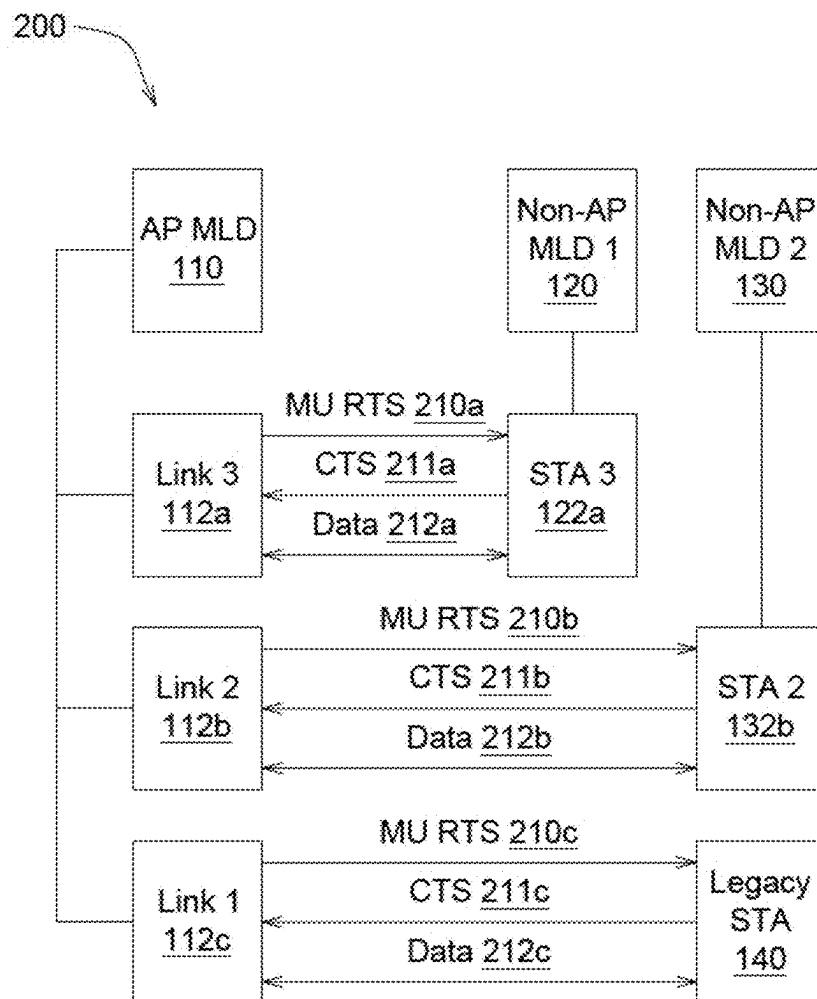 200
AP MLD
110
Non-AP
MLD 1
120
Non-AP
MLD 2
130
MU RTS 210a
Link 3
112a
CTS 211a
STA 3
122a
Data 212a
MU RTS 210b
Link 2
112b
CTS 211b
STA 2
132b
Data 212b
MU RTS 210c
Link 1
112c
CTS 211c
Legacy
STA
140
Data 212c